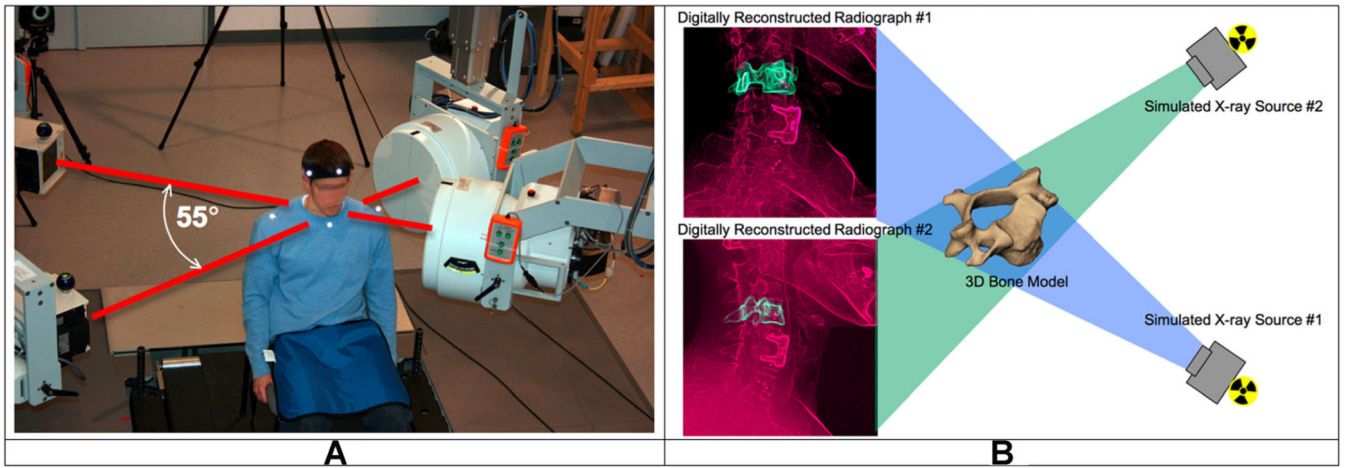 55°
A
Digitally Reconstructed Radiograph #1
Simulated X-ray Source #2
Digitally Reconstructed Radiograph #2
3D Bone Model
Simulated X-ray Source #1
B